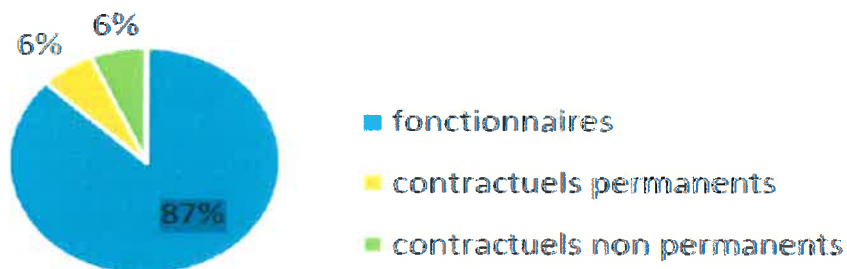 6%
6%
87%
fonctionnaires
contractuels permanents
contractuels non permanents